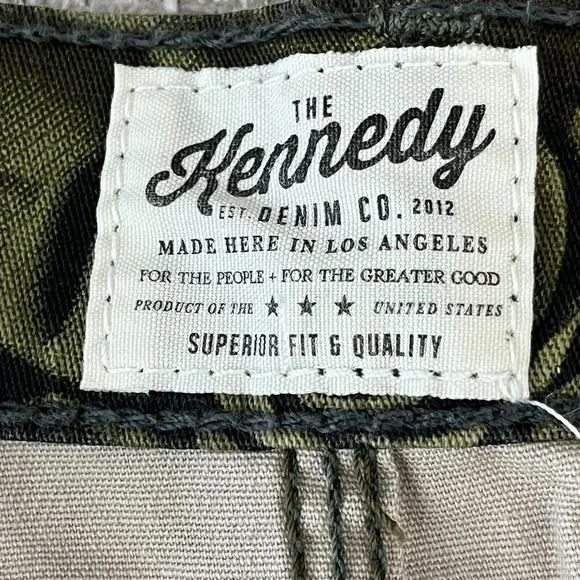 THE
Kennedy
EST. DENIM CO. 2012
MADE HERE IN LOS ANGELES
FOR THE PEOPLE + FOR THE GREATER GOOD
PRODUCT OF THE ★ ★ ★ UNITED STATES
SUPERIOR FIT & QUALITY